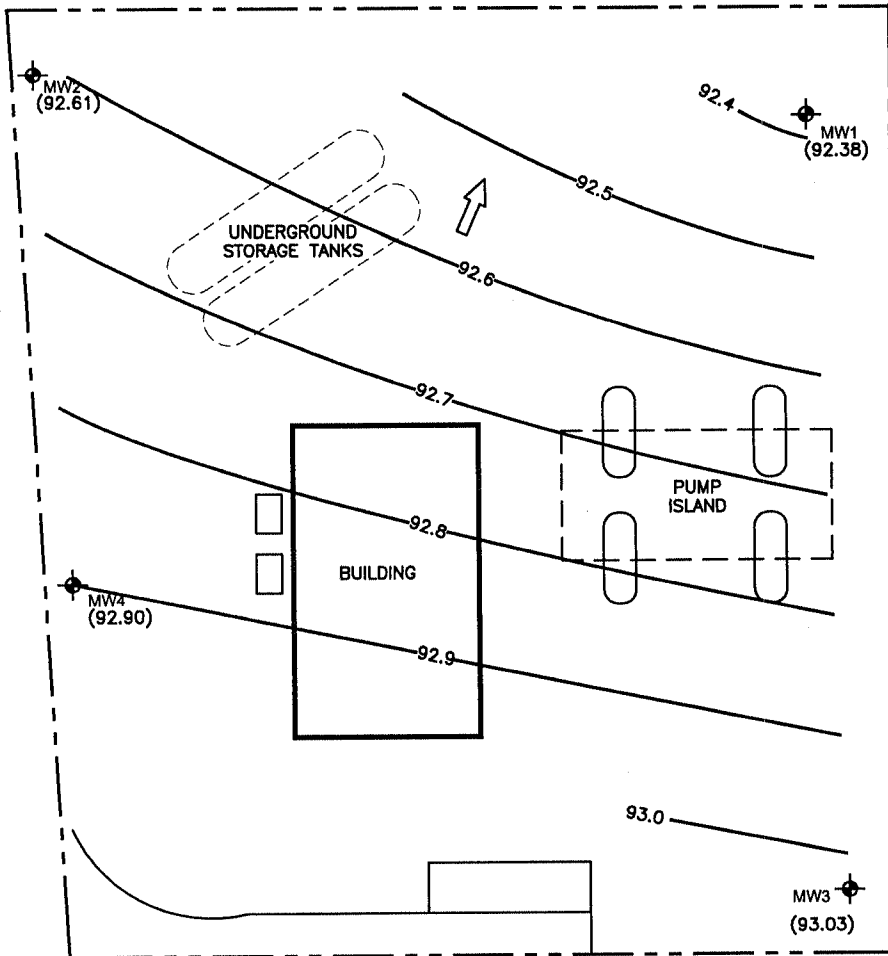 MW2
(92.61)
92.4
MW1
(92.38)
92.5
UNDERGROUND
STORAGE TANKS
92.6
92.7
PUMP
ISLAND
92.8
BUILDING
MW4
(92.90)
92.9
93.0
MW3
(93.03)